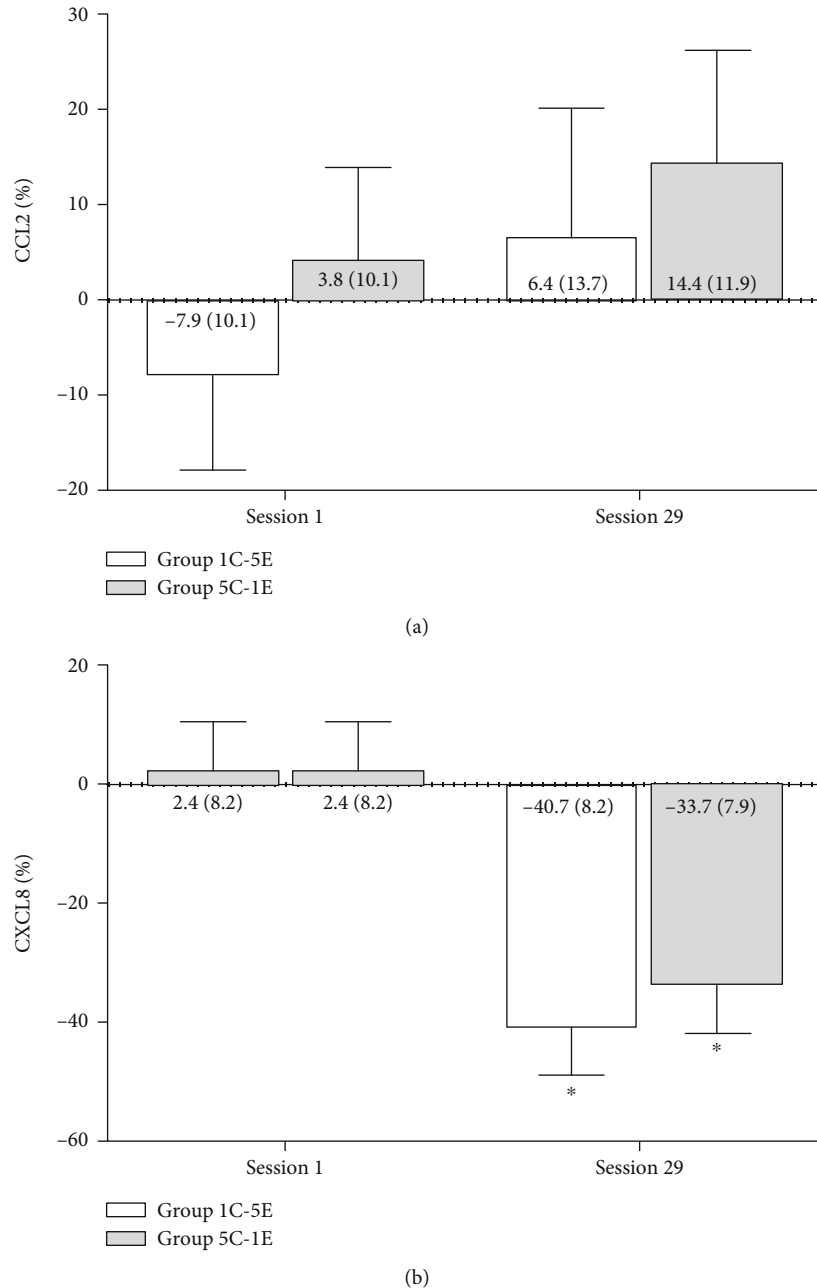 30
20
10
0
−10
−20
CCL2 (%)
−7.9 (10.1)
3.8 (10.1)
6.4 (13.7)
14.4 (11.9)
Session 1
Session 29
Group 1C-5E
Group 5C-1E
(a)
20
0
−20
−40
−60
CXCL8 (%)
2.4 (8.2)
2.4 (8.2)
−40.7 (8.2)
−33.7 (7.9)
*
*
Session 1
Session 29
Group 1C-5E
Group 5C-1E
(b)